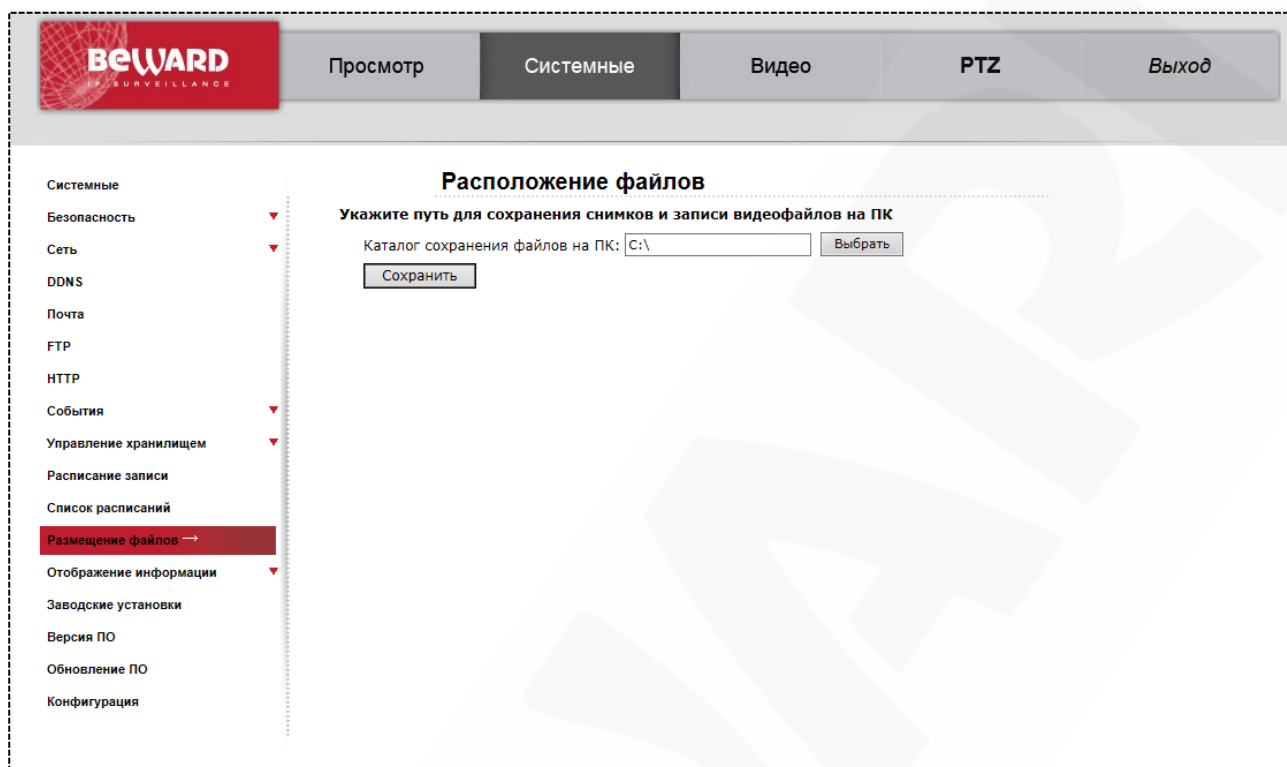 BEWARD
IP SURVEILLANCE
Просмотр
Системные
Видео
PTZ
Выход
Системные
Безопасность
Сеть
DDNS
Почта
FTP
HTTP
События
Управление хранилищем
Расписание записи
Список расписаний
Размещение файлов →
Отображение информации
Заводские установки
Версия ПО
Обновление ПО
Конфигурация
Расположение файлов
Укажите путь для сохранения снимков и записи видеофайлов на ПК
Каталог сохранения файлов на ПК: C:\ Выбрать
Сохранить